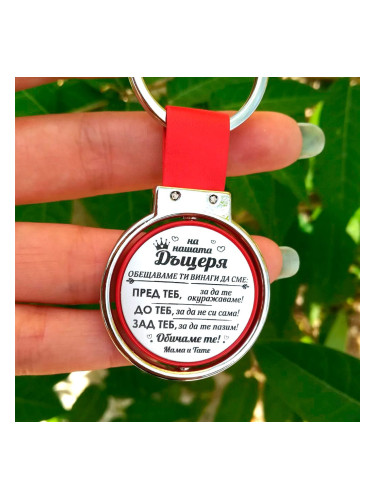 на
нашата
Дъщеря
ОБЕЩАВАМЕ ТИ ВИНАГИ ДА СМЕ:
ПРЕД ТЕБ, за да те окуражаваме!
ДО ТЕБ, за да не си сама!
ЗАД ТЕБ, за да те пазим!
Обичаме те!
Мама и Тате